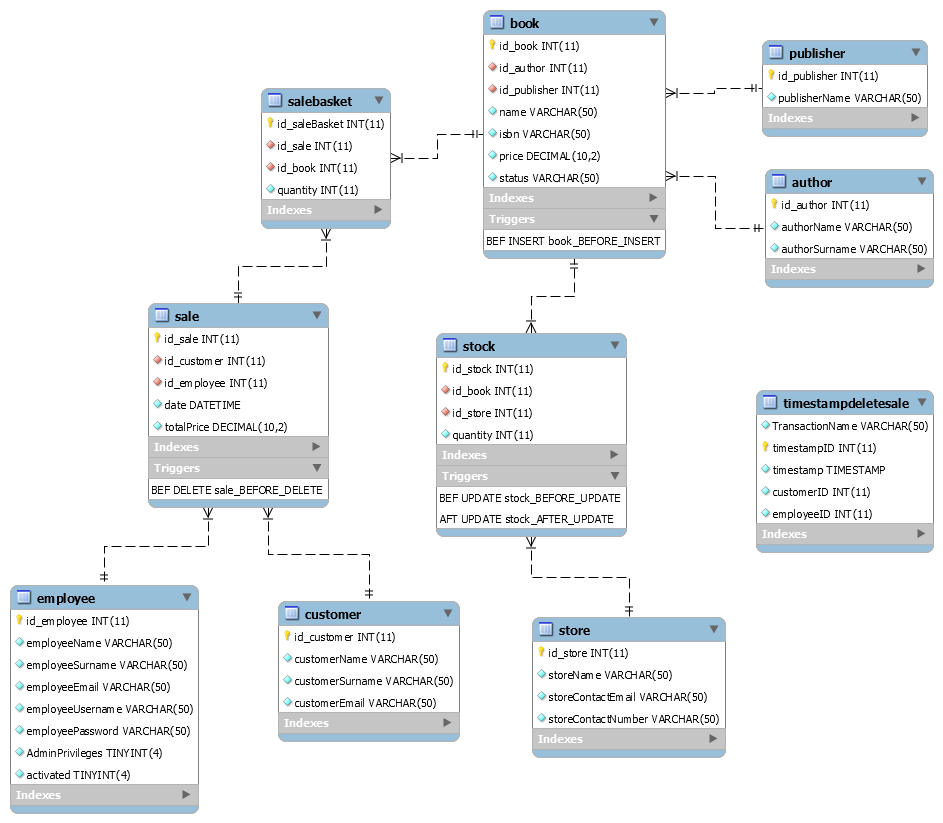 book
id_book INT(11)
id_author INT(11)
id_publisher INT(11)
name VARCHAR(50)
isbn VARCHAR(50)
price DECIMAL(10,2)
status VARCHAR(50)
Indexes
Triggers
BEF INSERT book_BEFORE_INSERT
publisher
id_publisher INT(11)
publisherName VARCHAR(50)
Indexes
salebasket
id_saleBasket INT(11)
id_sale INT(11)
id_book INT(11)
quantity INT(11)
Indexes
author
id_author INT(11)
authorName VARCHAR(50)
authorSurname VARCHAR(50)
Indexes
sale
id_sale INT(11)
id_customer INT(11)
id_employee INT(11)
date DATETIME
totalPrice DECIMAL(10,2)
Indexes
Triggers
BEF DELETE sale_BEFORE_DELETE
stock
id_stock INT(11)
id_book INT(11)
id_store INT(11)
quantity INT(11)
Indexes
Triggers
BEF UPDATE stock_BEFORE_UPDATE
AFT UPDATE stock_AFTER_UPDATE
timestampdeletesale
TransactionName VARCHAR(50)
timestampID INT(11)
timestamp TIMESTAMP
customerID INT(11)
employeeID INT(11)
Indexes
employee
id_employee INT(11)
employeeName VARCHAR(50)
employeeSurname VARCHAR(50)
employeeEmail VARCHAR(50)
employeeUsername VARCHAR(50)
employeePassword VARCHAR(50)
AdminPrivileges TINYINT(4)
activated TINYINT(4)
Indexes
customer
id_customer INT(11)
customerName VARCHAR(50)
customerSurname VARCHAR(50)
customerEmail VARCHAR(50)
Indexes
store
id_store INT(11)
storeName VARCHAR(50)
storeContactEmail VARCHAR(50)
storeContactNumber VARCHAR(50)
Indexes